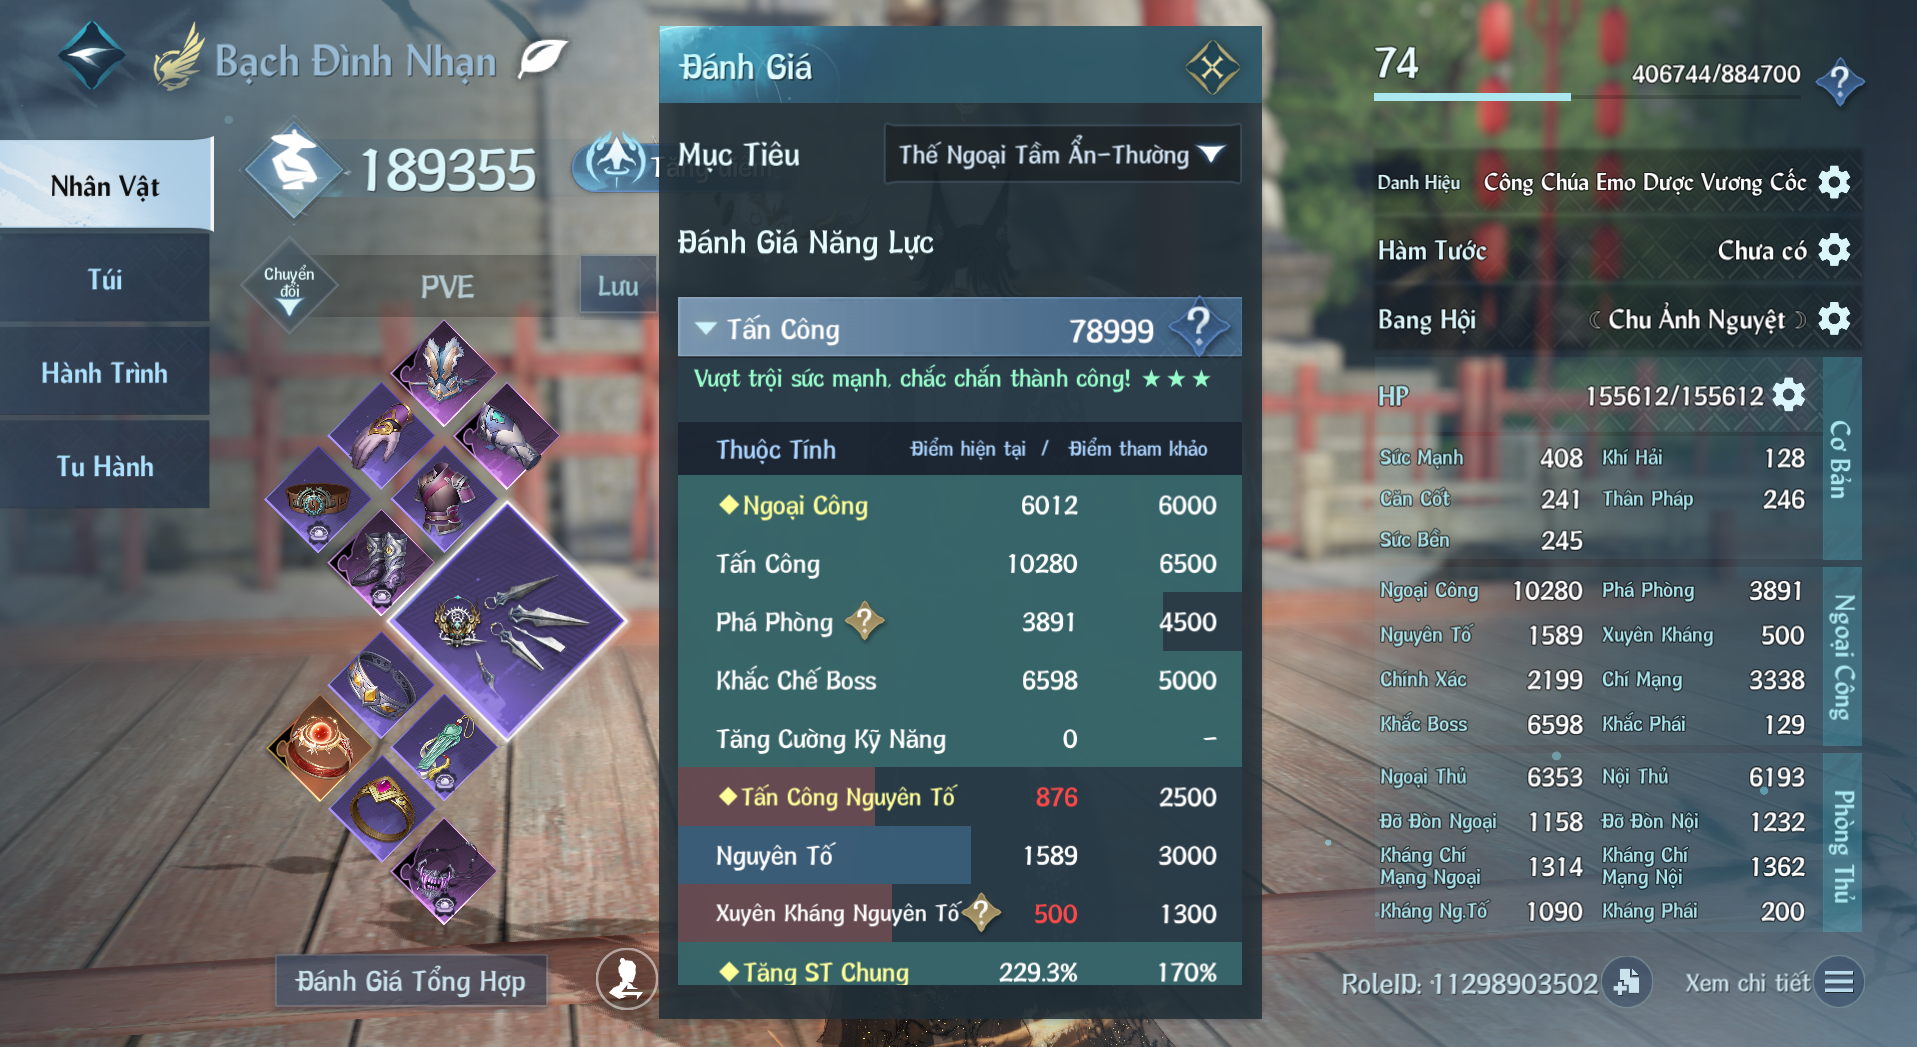 Bạch Đình Nhạn
189355
Nhân Vật
Túi
Hành Trình
Tu Hành
Chuyển đổi
PVE
Lưu
Đánh Giá Tổng Hợp
Đánh Giá
Mục Tiêu
Thế Ngoại Tầm Ẩn-Thường
Đánh Giá Năng Lực
Tấn Công 78999 ?
Vượt trội sức mạnh, chắc chắn thành công! ★ ★ ★
Thuộc Tính Điểm hiện tại / Điểm tham khảo
◆Ngoại Công 6012 6000
Tấn Công 10280 6500
Phá Phòng ? 3891 4500
Khắc Chế Boss 6598 5000
Tăng Cường Kỹ Năng 0 –
◆Tấn Công Nguyên Tố 876 2500
Nguyên Tố 1589 3000
Xuyên Kháng Nguyên Tố ? 500 1300
◆Tăng ST Chung 229.3% 170%
74 406744/884700 ?
Danh Hiệu Công Chúa Emo Dược Vương Cốc
Hàm Tước Chưa có
Bang Hội ☾Chu Ảnh Nguyệt☽
HP 155612/155612
Cơ Bản
Sức Mạnh 408 Khí Hải 128
Căn Cốt 241 Thân Pháp 246
Sức Bền 245
Ngoại Công
Ngoại Công 10280 Phá Phòng 3891
Nguyên Tố 1589 Xuyên Kháng 500
Chính Xác 2199 Chí Mạng 3338
Khắc Boss 6598 Khắc Phái 129
Phòng Thủ
Ngoại Thủ 6353 Nội Thủ 6193
Đỡ Đòn Ngoại 1158 Đỡ Đòn Nội 1232
Kháng Chí Mạng Ngoại 1314 Kháng Chí Mạng Nội 1362
Kháng Ng.Tố 1090 Kháng Phái 200
RoleID: 11298903502 Xem chi tiết